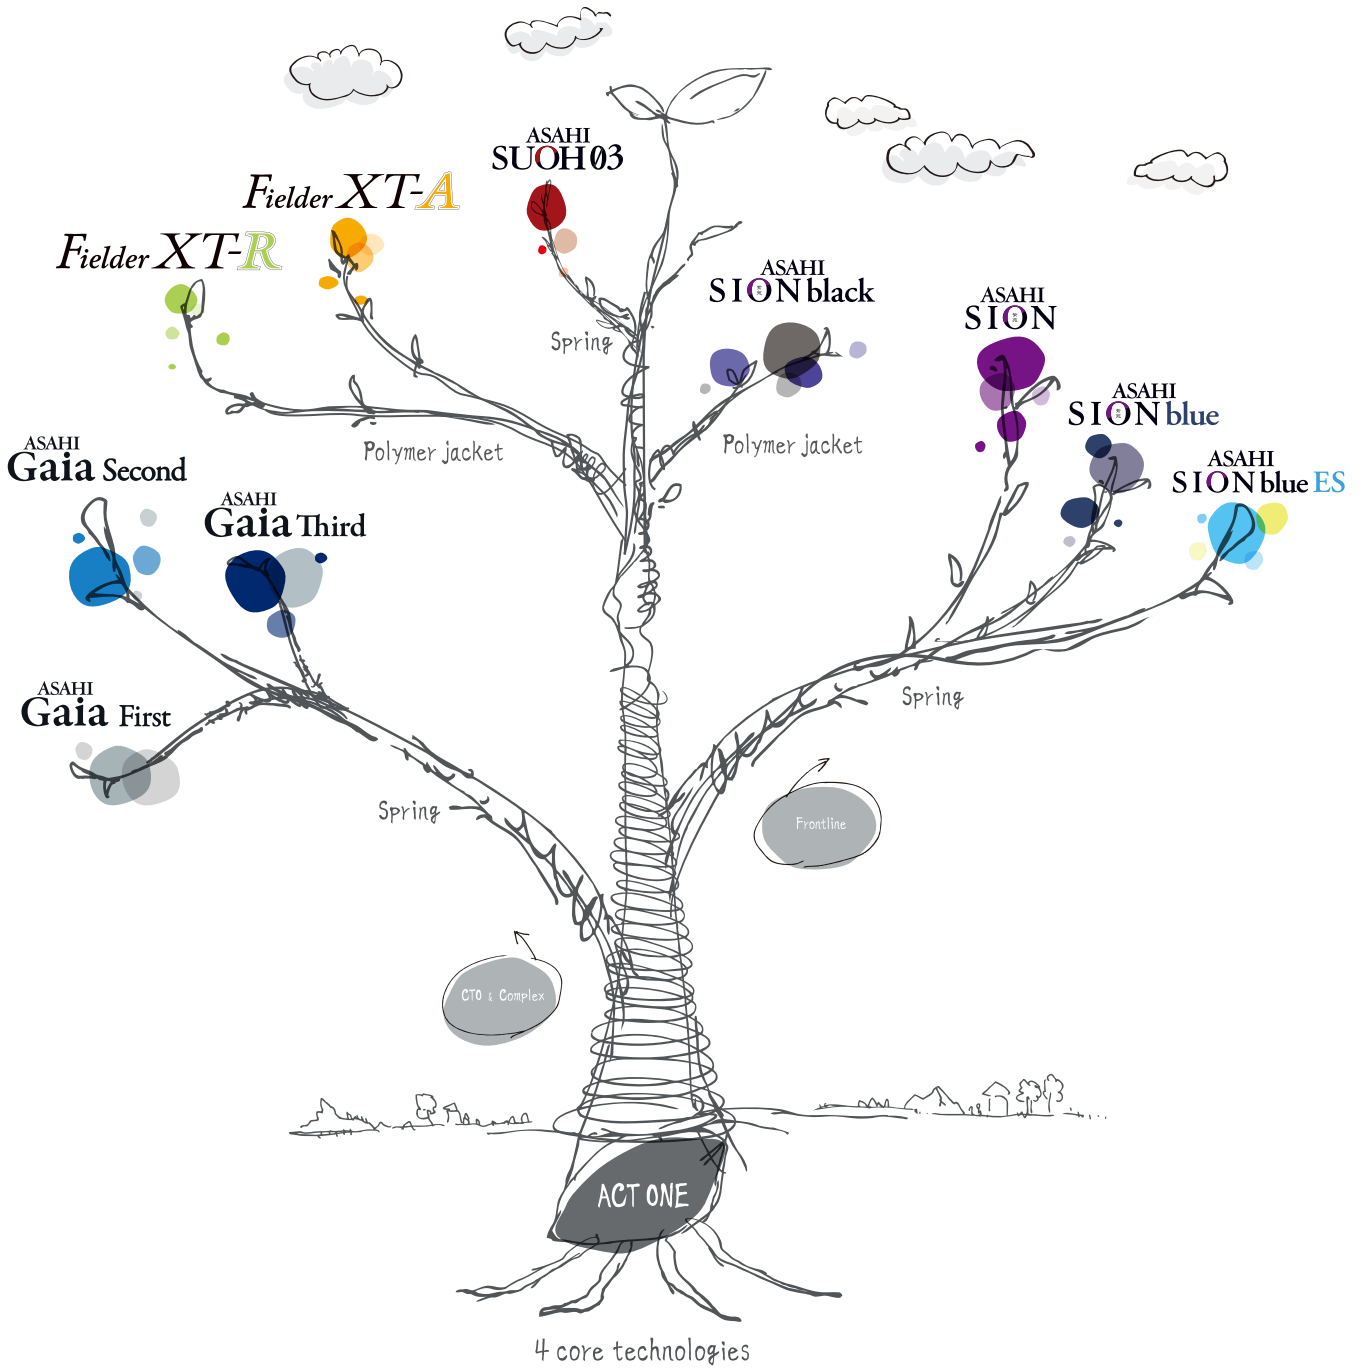 ASAHI
SUOH 03
Fielder XT-A
Fielder XT-R
ASAHI
SION black
ASAHI
SION
Spring
ASAHI
SION blue
Polymer jacket
Polymer jacket
ASAHI
Gaia Second
ASAHI
SION blue ES
ASAHI
Gaia Third
ASAHI
Gaia First
Spring
Spring
Frontline
CTO & Complex
ACT ONE
4 core technologies